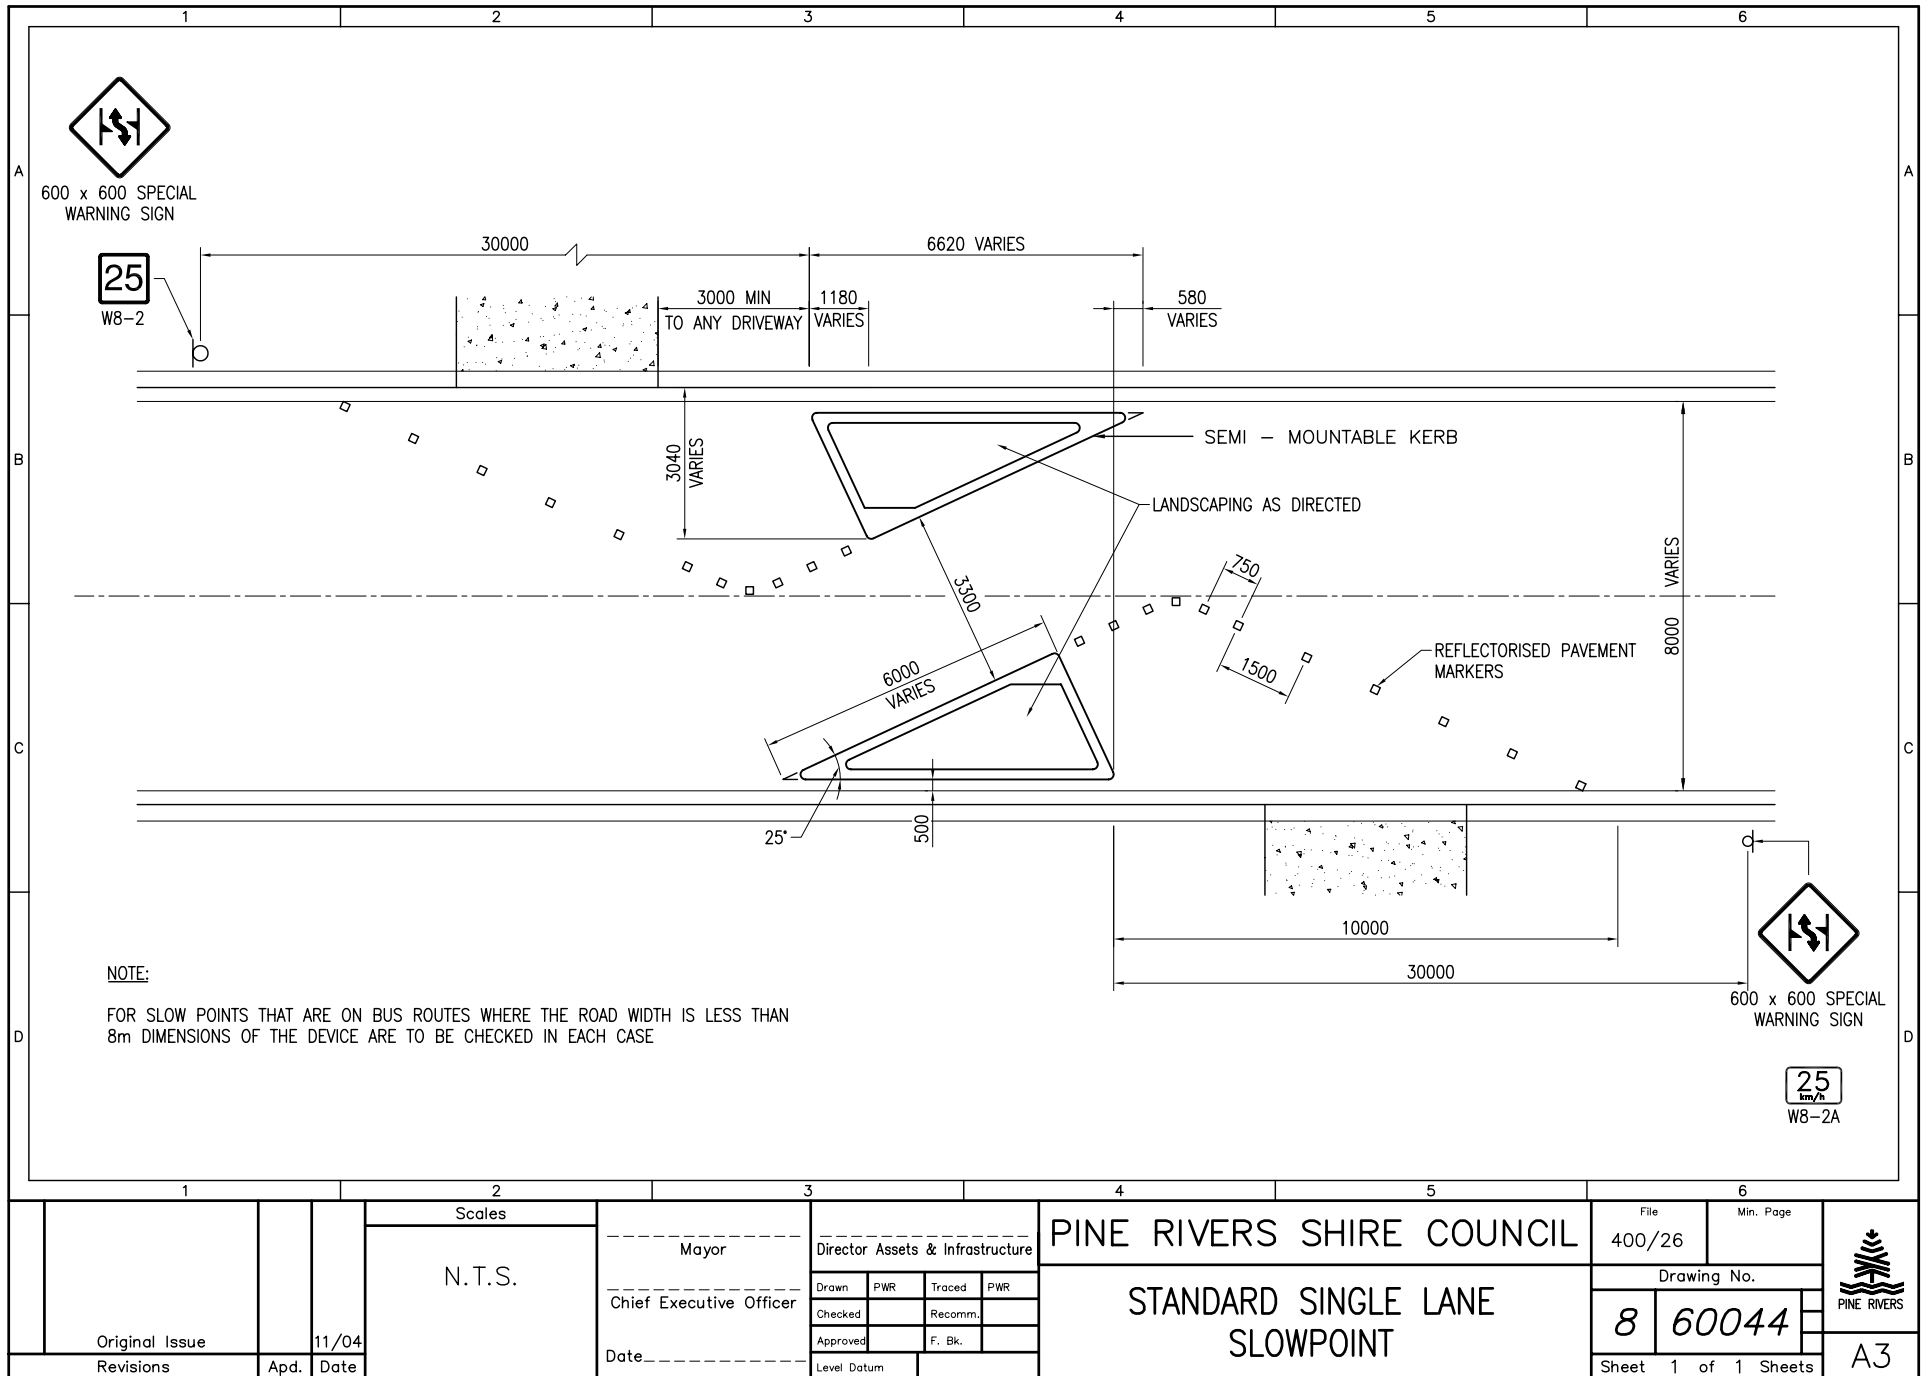 1 2 3 4 5 6
A A
600 x 600 SPECIAL
WARNING SIGN
30000
6620 VARIES
25
W8-2
3000 MIN
TO ANY DRIVEWAY
1180
VARIES
580
VARIES
B B
3040
VARIES
SEMI - MOUNTABLE KERB
LANDSCAPING AS DIRECTED
3300
750
8000 VARIES
1500
REFLECTORISED PAVEMENT
MARKERS
6000
VARIES
C C
25°
500
10000
30000
600 x 600 SPECIAL
WARNING SIGN
NOTE:
FOR SLOW POINTS THAT ARE ON BUS ROUTES WHERE THE ROAD WIDTH IS LESS THAN
8m DIMENSIONS OF THE DEVICE ARE TO BE CHECKED IN EACH CASE
D D
25
km/h
W8-2A
1 2 3 4 5 6
Original Issue 11/04
Revisions Apd. Date
Scales
N.T.S.
Mayor
Chief Executive Officer
Date
Director Assets & Infrastructure
Drawn PWR Traced PWR
Checked Recomm.
Approved F. Bk.
Level Datum
PINE RIVERS SHIRE COUNCIL
STANDARD SINGLE LANE
SLOWPOINT
File
400/26
Min. Page
Drawing No.
8 60044
Sheet 1 of 1 Sheets
PINE RIVERS
A3